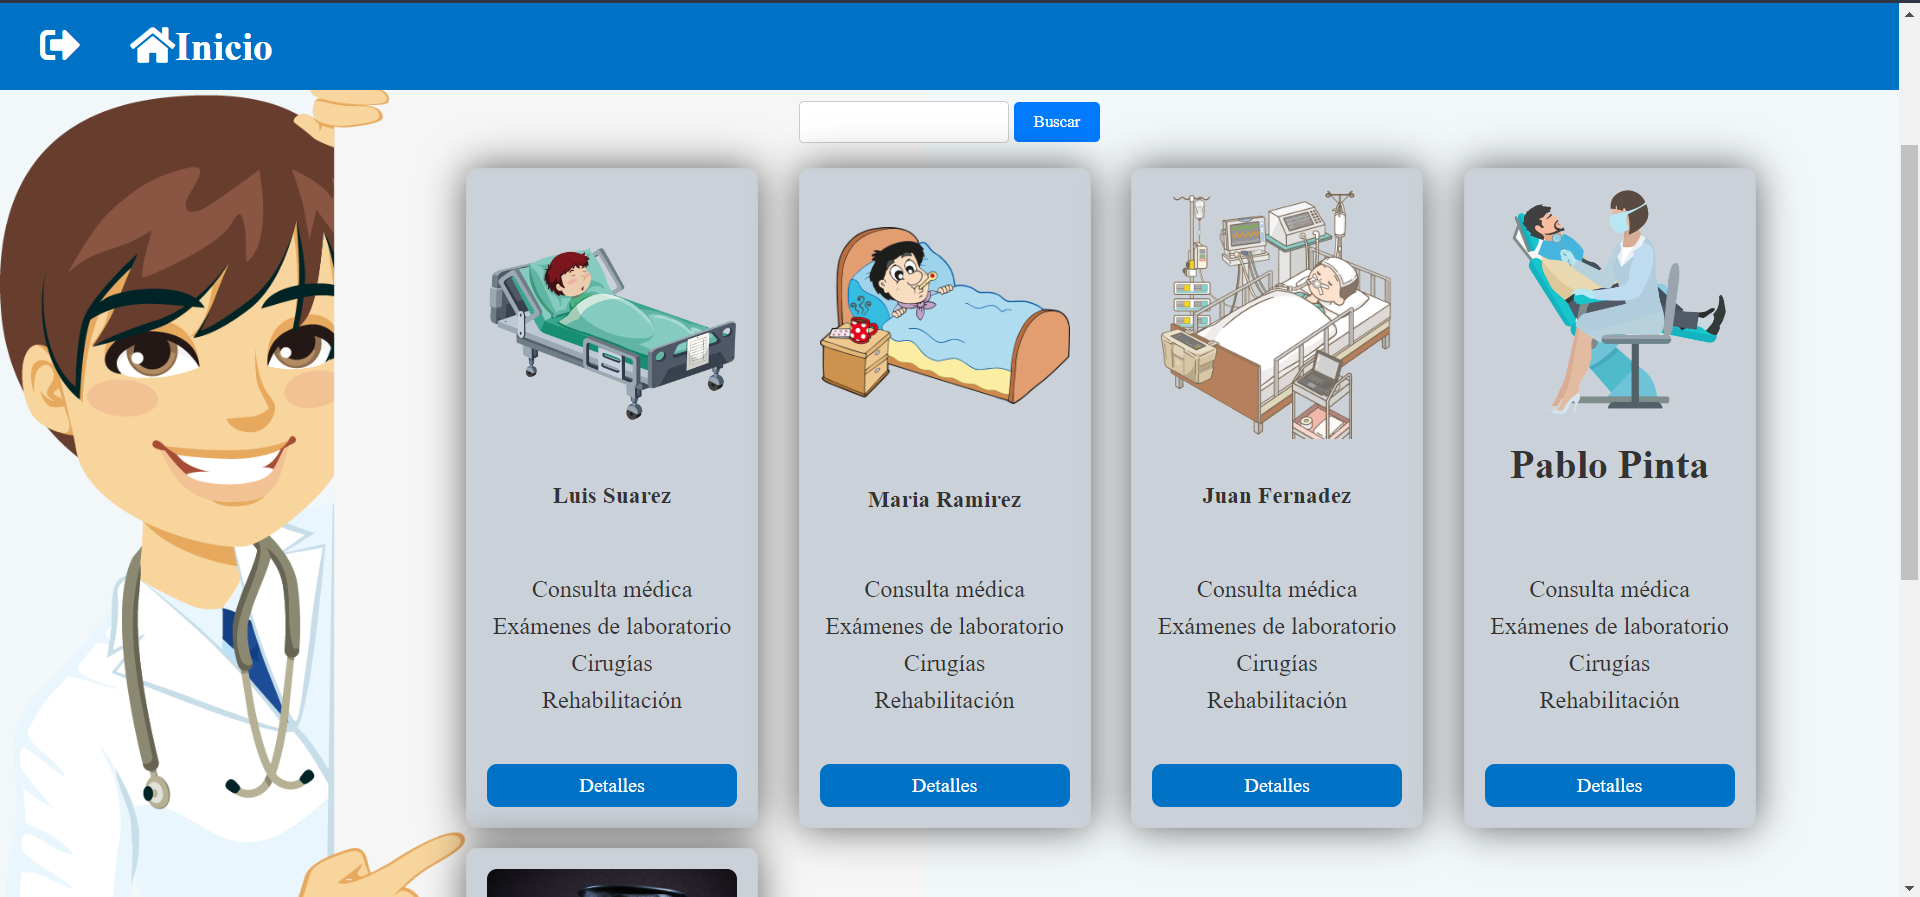 Inicio
Buscar
Luis Suarez
Consulta médica
Exámenes de laboratorio
Cirugías
Rehabilitación
Detalles
Maria Ramirez
Consulta médica
Exámenes de laboratorio
Cirugías
Rehabilitación
Detalles
Juan Fernadez
Consulta médica
Exámenes de laboratorio
Cirugías
Rehabilitación
Detalles
Pablo Pinta
Consulta médica
Exámenes de laboratorio
Cirugías
Rehabilitación
Detalles